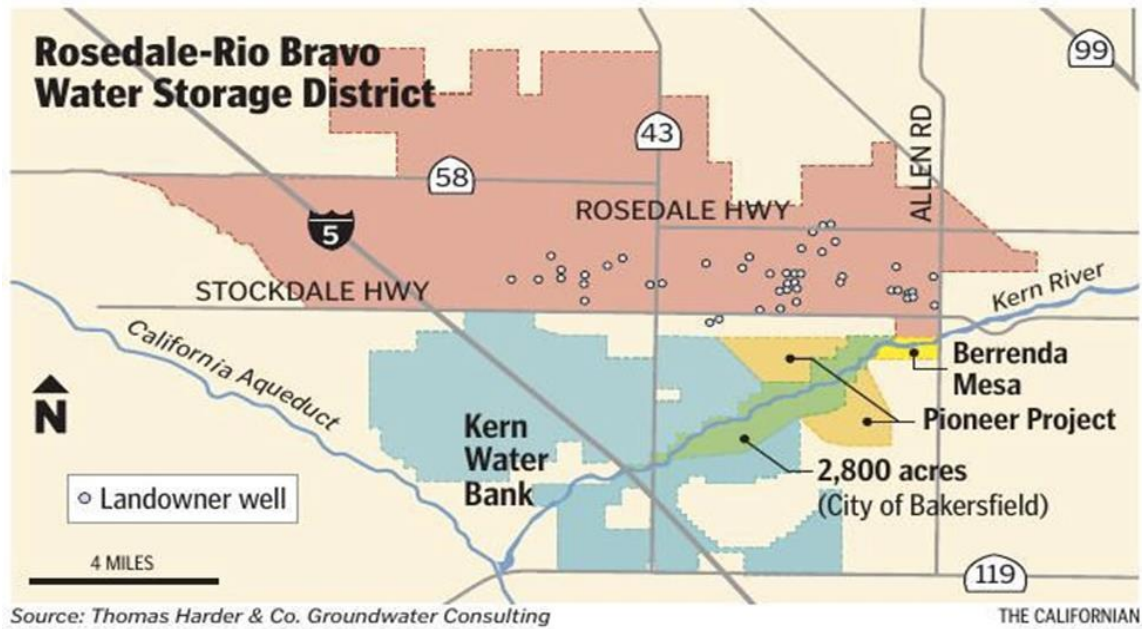 Rosedale-Rio Bravo
Water Storage District
99
43
58
ALLEN RD
ROSEDALE HWY
5
STOCKDALE HWY
Kern River
California Aqueduct
N
Berrenda
Mesa
Pioneer Project
Kern
Water
Bank
2,800 acres
(City of Bakersfield)
Landowner well
4 MILES
119
Source: Thomas Harder & Co. Groundwater Consulting
THE CALIFORNIAN